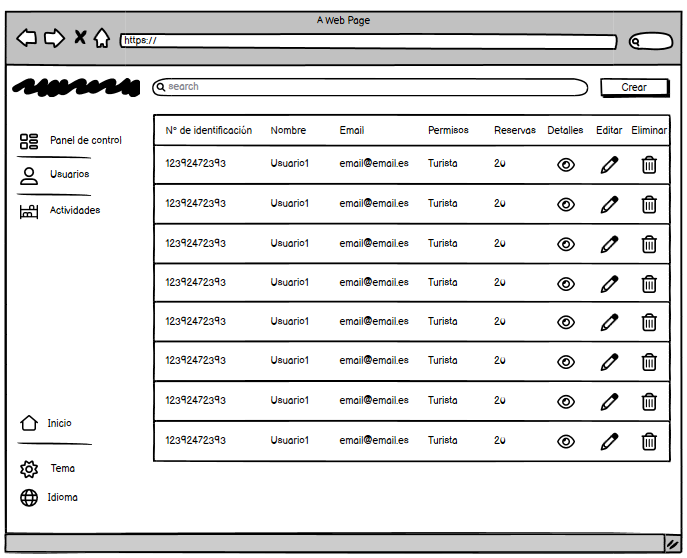 A Web Page
https://
search
Crear
Panel de control
Usuarios
Actividades
Inicio
Tema
Idioma
Nº de identificación Nombre Email Permisos Reservas Detalles Editar Eliminar
12392472393 Usuario1 email@email.es Turista 20
12392472393 Usuario1 email@email.es Turista 20
12392472393 Usuario1 email@email.es Turista 20
12392472393 Usuario1 email@email.es Turista 20
12392472393 Usuario1 email@email.es Turista 20
12392472393 Usuario1 email@email.es Turista 20
12392472393 Usuario1 email@email.es Turista 20
12392472393 Usuario1 email@email.es Turista 20